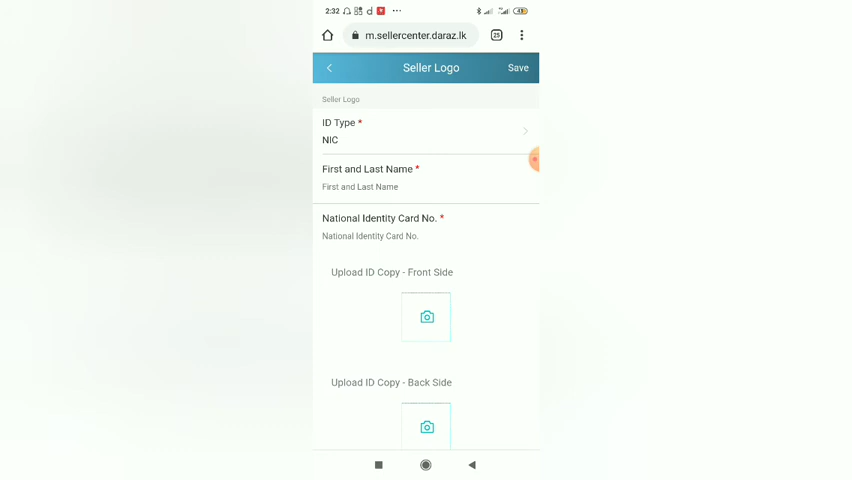 2:32
m.sellercenter.daraz.lk
25
Seller Logo
Save
Seller Logo
ID Type *
NIC
First and Last Name *
First and Last Name
National Identity Card No. *
National Identity Card No.
Upload ID Copy - Front Side
Upload ID Copy - Back Side